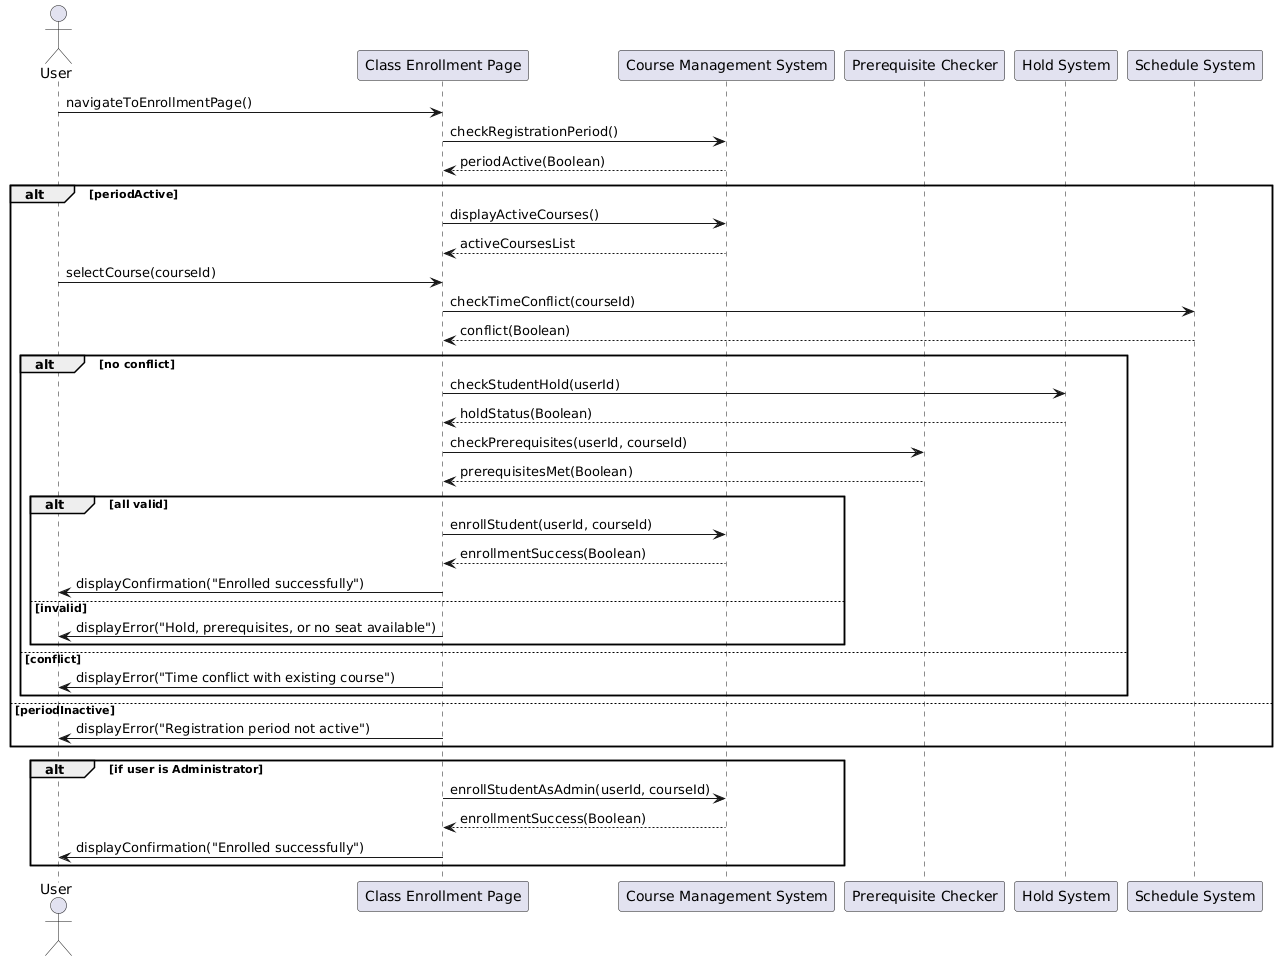 User
Class Enrollment Page
Course Management System
Prerequisite Checker
Hold System
Schedule System
navigateToEnrollmentPage()
checkRegistrationPeriod()
periodActive(Boolean)
alt
[periodActive]
displayActiveCourses()
activeCoursesList
selectCourse(courseId)
checkTimeConflict(courseId)
conflict(Boolean)
alt
[no conflict]
checkStudentHold(userId)
holdStatus(Boolean)
checkPrerequisites(userId, courseId)
prerequisitesMet(Boolean)
alt
[all valid]
enrollStudent(userId, courseId)
enrollmentSuccess(Boolean)
displayConfirmation("Enrolled successfully")
[invalid]
displayError("Hold, prerequisites, or no seat available")
[conflict]
displayError("Time conflict with existing course")
[periodInactive]
displayError("Registration period not active")
alt
[if user is Administrator]
enrollStudentAsAdmin(userId, courseId)
enrollmentSuccess(Boolean)
displayConfirmation("Enrolled successfully")
User
Class Enrollment Page
Course Management System
Prerequisite Checker
Hold System
Schedule System